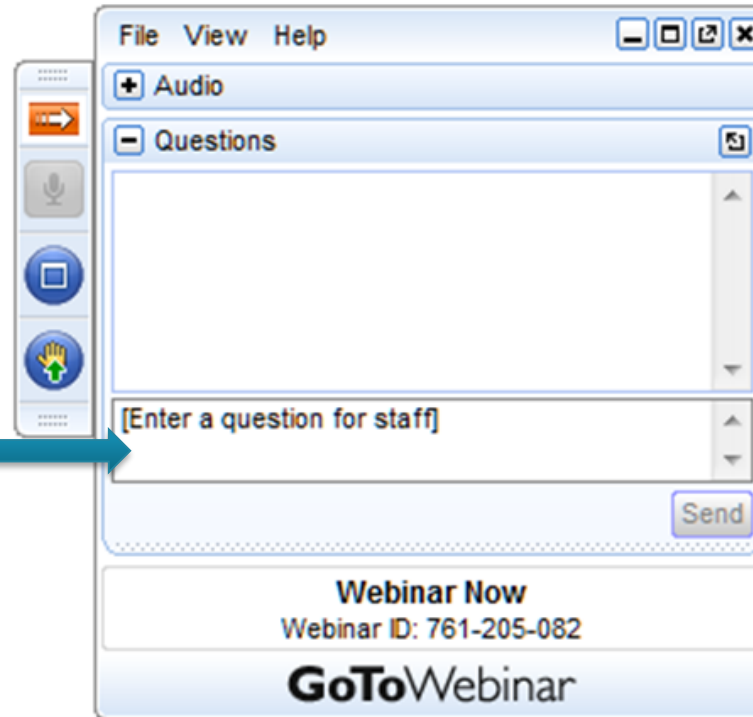 File View Help
Audio
Questions
[Enter a question for staff]
Send
Webinar Now
Webinar ID: 761-205-082
GoToWebinar